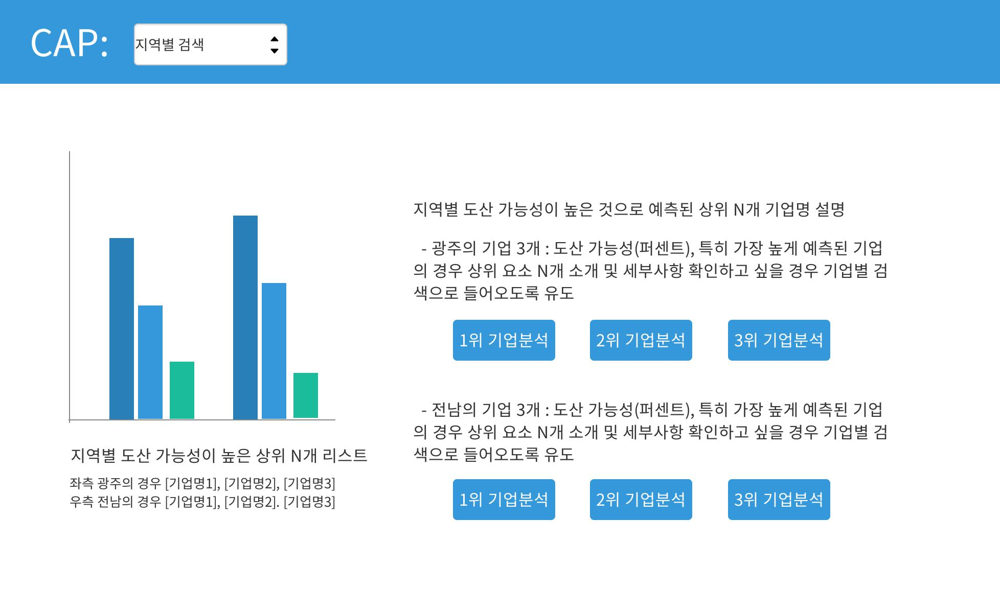 CAP:
지역별 검색
지역별 도산 가능성이 높은 것으로 예측된 상위 N개 기업명 설명
- 광주의 기업 3개 : 도산 가능성(퍼센트), 특히 가장 높게 예측된 기업
의 경우 상위 요소 N개 소개 및 세부사항 확인하고 싶을 경우 기업별 검
색으로 들어오도록 유도
1위 기업분석
2위 기업분석
3위 기업분석
- 전남의 기업 3개 : 도산 가능성(퍼센트), 특히 가장 높게 예측된 기업
의 경우 상위 요소 N개 소개 및 세부사항 확인하고 싶을 경우 기업별 검
색으로 들어오도록 유도
1위 기업분석
2위 기업분석
3위 기업분석
지역별 도산 가능성이 높은 상위 N개 리스트
좌측 광주의 경우 [기업명1], [기업명2], [기업명3]
우측 전남의 경우 [기업명1], [기업명2]. [기업명3]